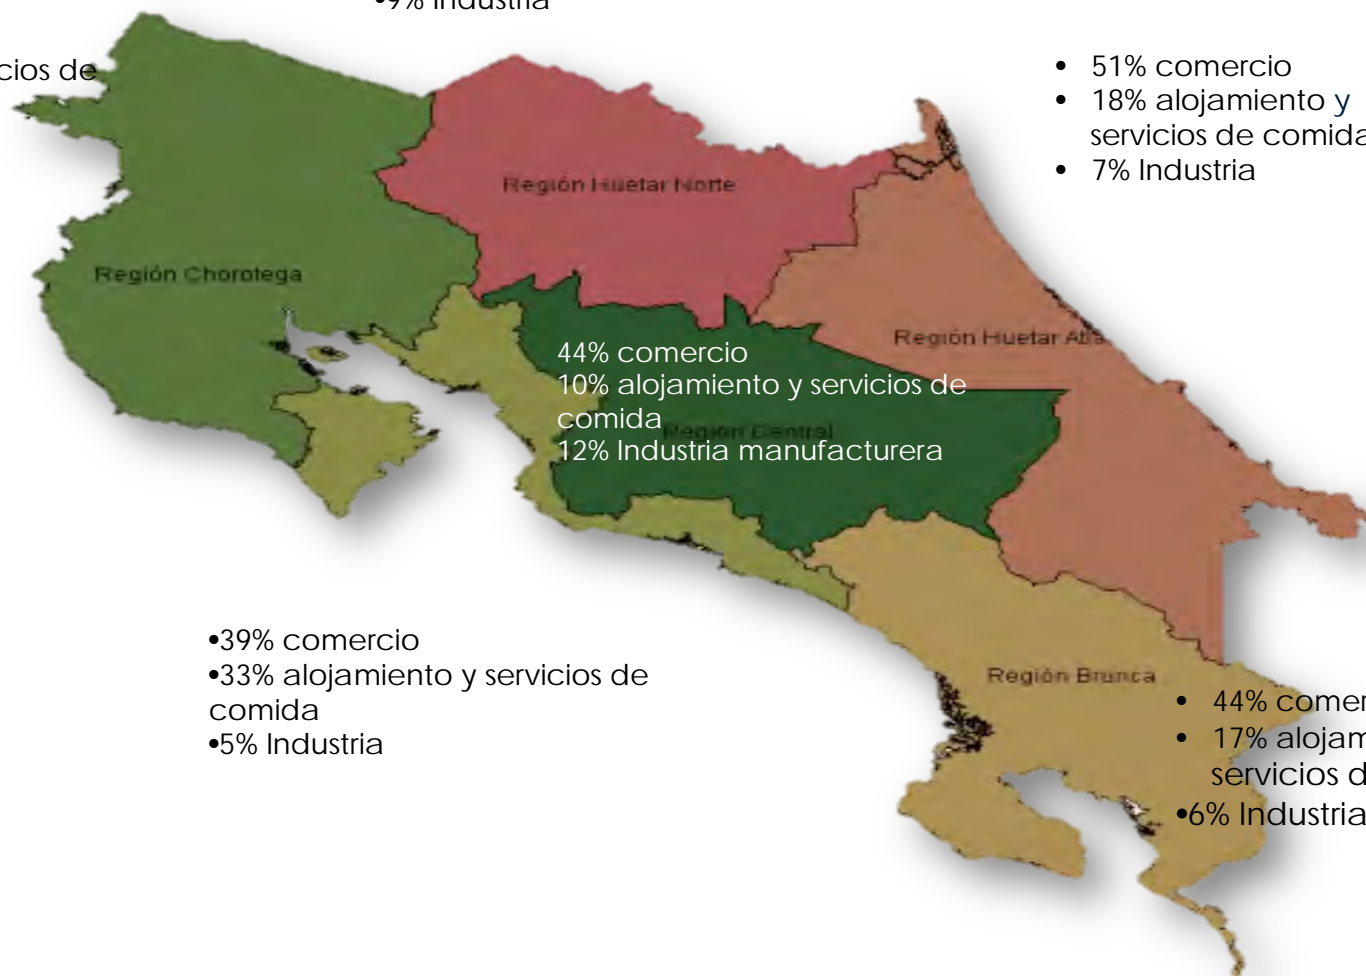 •9% Industria
cios de
• 51% comercio
• 18% alojamiento y
servicios de comida
• 7% Industria
Región Huetar Norte
Región Chorotega
Región Huetar
44% comercio
10% alojamiento y servicios de
comida
Región Central
12% Industria manufacturera
•39% comercio
•33% alojamiento y servicios de
comida
•5% Industria
Región Brunca
• 44% comer
• 17% alojam
servicios d
•6% Industria